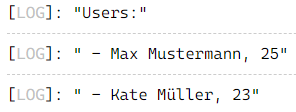 [LOG]: "Users:"
[LOG]: " - Max Mustermann, 25"
[LOG]: " - Kate Müller, 23"